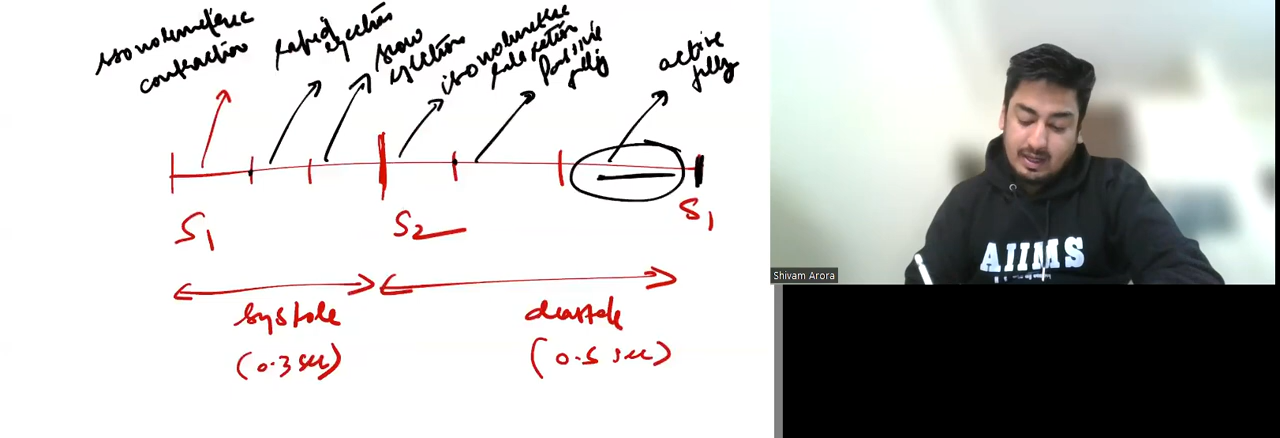 isovolumetric
contraction
rapid
ejection
slow
ejection
isovolumetric
relaxation
passive
filling
active
filling
S1
S2
S1
systole
(0.3 sec)
diastole
(0.5 sec)
AIIMS
Shivam Arora